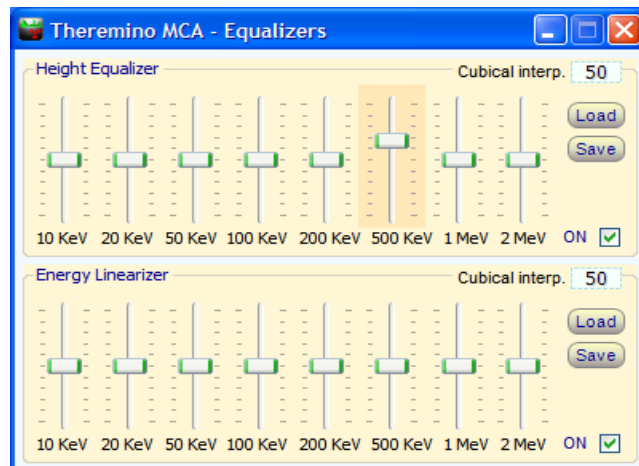 Theremino MCA - Equalizers
Height Equalizer Cubical interp. 50
Load
Save
10 KeV 20 KeV 50 KeV 100 KeV 200 KeV 500 KeV 1 MeV 2 MeV ON
Energy Linearizer Cubical interp. 50
Load
Save
10 KeV 20 KeV 50 KeV 100 KeV 200 KeV 500 KeV 1 MeV 2 MeV ON